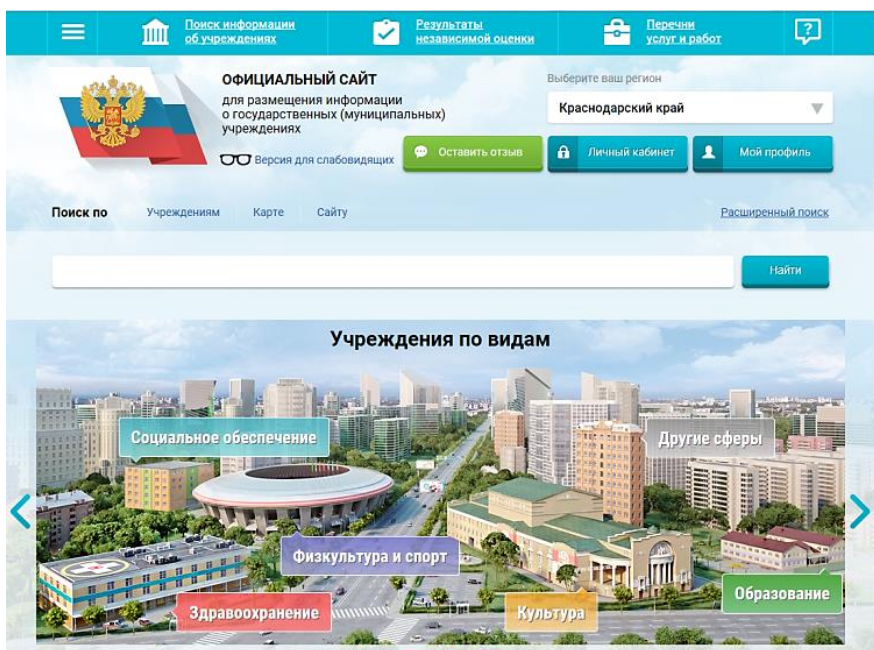 Поиск информации
об учреждениях
Результаты
независимой оценки
Перечни
услуг и работ
ОФИЦИАЛЬНЫЙ САЙТ
для размещения информации
о государственных (муниципальных)
учреждениях
Версия для слабовидящих
Выберите ваш регион
Краснодарский край
Оставить отзыв
Личный кабинет
Мой профиль
Поиск по
Учреждениям
Карте
Сайту
Расширенный поиск
Найти
Учреждения по видам
Социальное обеспечение
Другие сферы
Физкультура и спорт
Образование
Здравоохранение
Культура